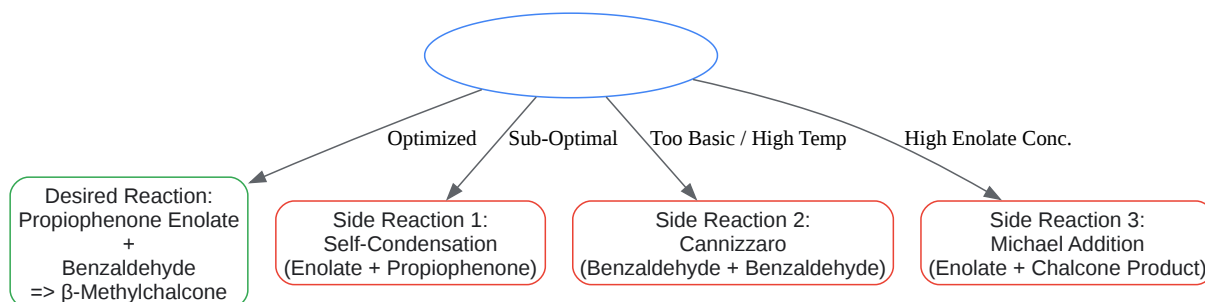 Optimized
Sub-Optimal
Too Basic / High Temp
High Enolate Conc.
Desired Reaction:
Propiophenone Enolate
+
Benzaldehyde
=> β-Methylchalcone
Side Reaction 1:
Self-Condensation
(Enolate + Propiophenone)
Side Reaction 2:
Cannizzaro
(Benzaldehyde + Benzaldehyde)
Side Reaction 3:
Michael Addition
(Enolate + Chalcone Product)